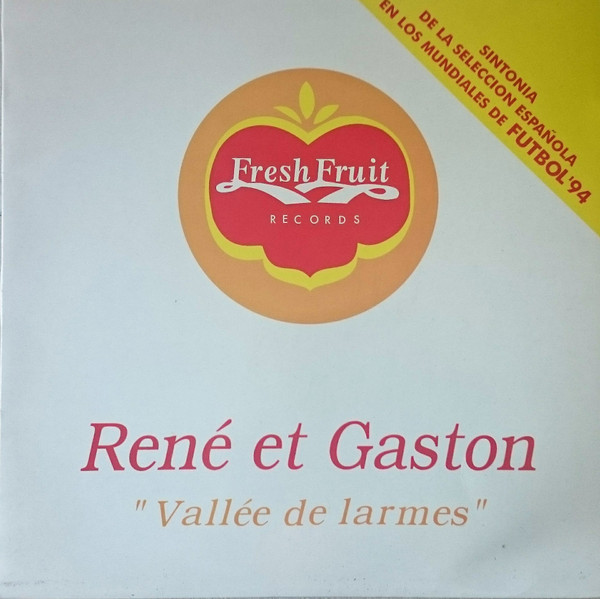 SINTONIA
DE LA SELECCION ESPAÑOLA
EN LOS MUNDIALES DE FUTBOL '94
Fresh Fruit
RECORDS
René et Gaston
"Vallée de larmes"